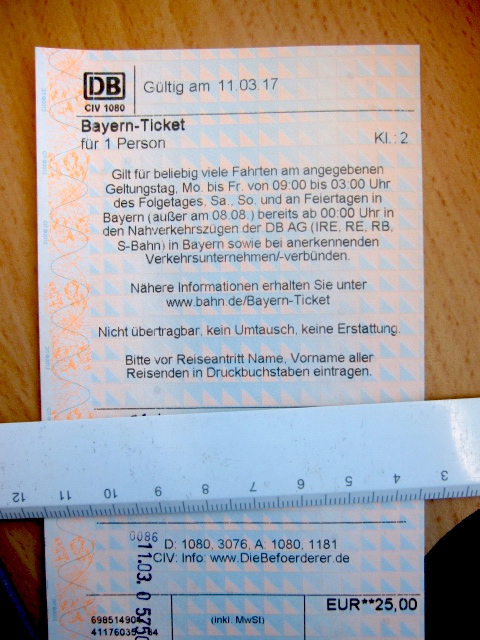 DB
CIV 1080
Gültig am 11.03.17
Bayern-Ticket
für 1 Person
Kl.: 2
Gilt für beliebig viele Fahrten am angegebenen
Geltungstag, Mo. bis Fr. von 09:00 bis 03:00 Uhr
des Folgetages, Sa., So. und an Feiertagen in
Bayern (außer am 08.08.) bereits ab 00:00 Uhr in
den Nahverkehrszügen der DB AG (IRE, RE, RB,
S-Bahn) in Bayern sowie bei anerkennenden
Verkehrsunternehmen/-verbünden.
Nähere Informationen erhalten Sie unter
www.bahn.de/Bayern-Ticket
Nicht übertragbar, kein Umtausch, keine Erstattung.
Bitte vor Reiseantritt Name, Vorname aller
Reisenden in Druckbuchstaben eintragen.
12 11 10 9 8 7 6 5 4 3
0086
11.03.
D: 1080, 3076, A: 1080, 1181
CIV: Info: www.DieBefoerderer.de
(inkl. MwSt)
EUR**25,00